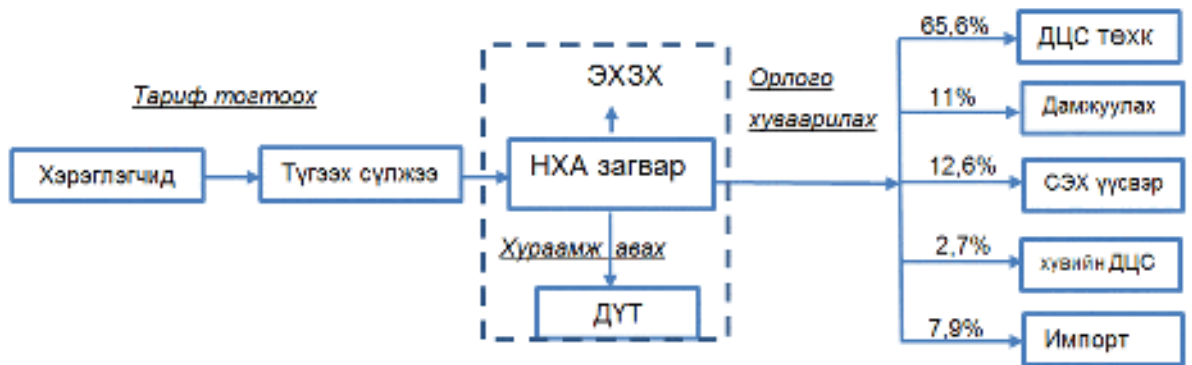 65,6%
ДЦС төхк
ЭХЗХ
Орлого
Тариф тогтоох
11%
Дамжуулах
хуваарилах
Хэрэглэгчид
Түгээх сүлжээ
НХА загвар
12,6%
СЭХ үүсвэр
Хураамж авах
2,7%
хувийн ДЦС
ДҮТ
7,9%
Импорт